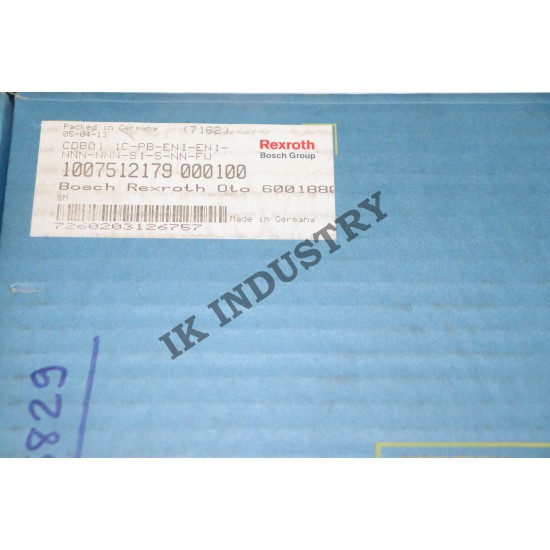 Packed in Germany (7162)
05-04-13
CDB01.1C-PB-EN1-EN1-
NNN-NNN-S1-S-NN-FW
Rexroth
Bosch Group
1007512179 000100
Bosch Rexroth Oto 6001880
SN:
Made in Germany
7260203126757
IK INDUSTRY
829